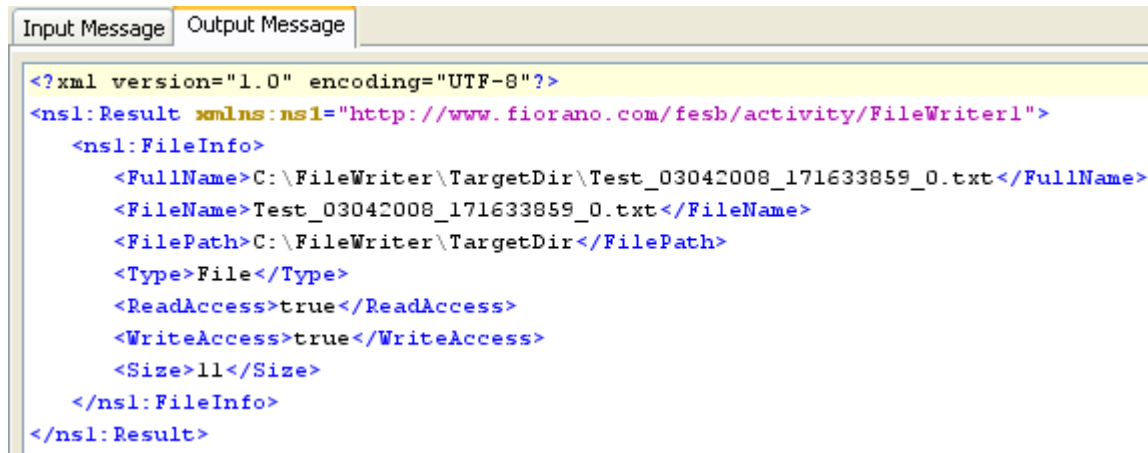 Input Message Output Message
<?xml version="1.0" encoding="UTF-8"?>
<ns1:Result xmlns:ns1="http://www.fiorano.com/fesb/activity/FileWriter1">
<ns1:FileInfo>
<FullName>C:\FileWriter\TargetDir\Test_03042008_171633859_0.txt</FullName>
<FileName>Test_03042008_171633859_0.txt</FileName>
<FilePath>C:\FileWriter\TargetDir</FilePath>
<Type>File</Type>
<ReadAccess>true</ReadAccess>
<WriteAccess>true</WriteAccess>
<Size>11</Size>
</ns1:FileInfo>
</ns1:Result>